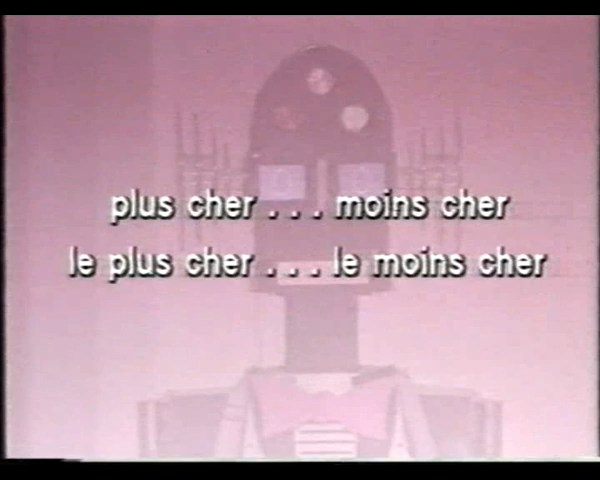 plus cher . . . moins cher
le plus cher . . . le moins cher